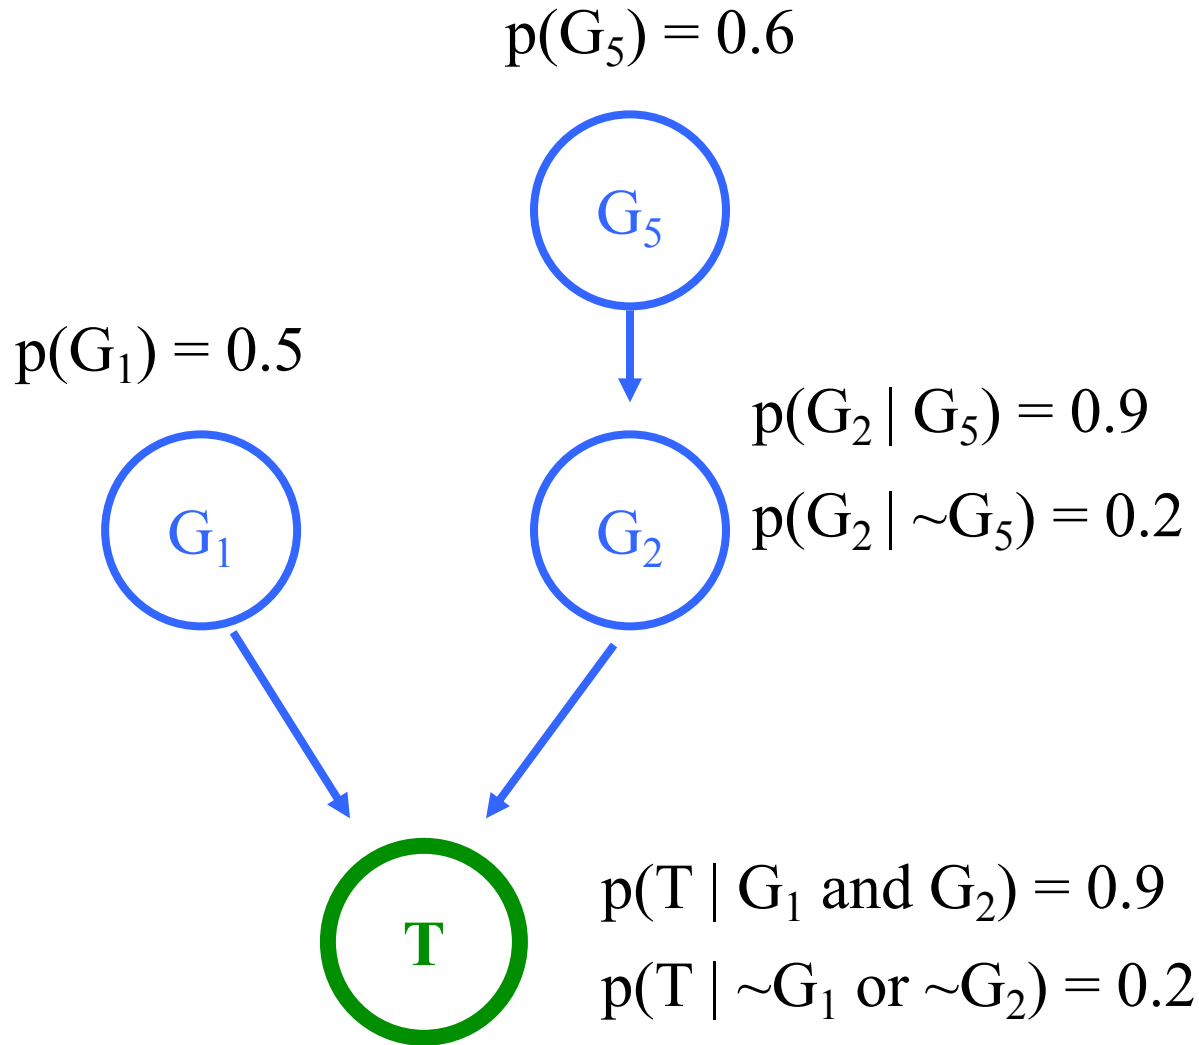 p(G₅) = 0.6
G₅
p(G₁) = 0.5
p(G₂ | G₅) = 0.9
G₁
G₂
p(G₂ | ~G₅) = 0.2
p(T | G₁ and G₂) = 0.9
T
p(T | ~G₁ or ~G₂) = 0.2